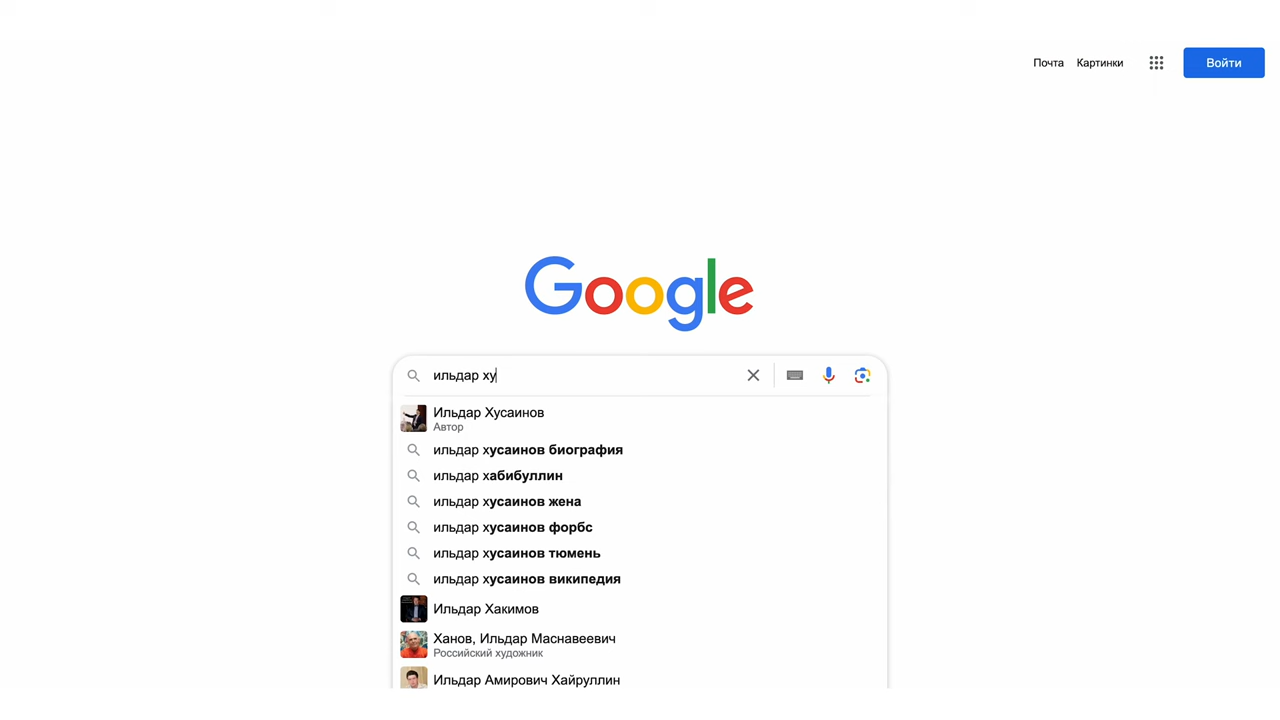 Почта Картинки Войти
Google
ильдар ху
Ильдар Хусаинов
Автор
ильдар хусаинов биография
ильдар хабибуллин
ильдар хусаинов жена
ильдар хусаинов форбс
ильдар хусаинов тюмень
ильдар хусаинов википедия
Ильдар Хакимов
Ханов, Ильдар Маснавеевич
Российский художник
Ильдар Амирович Хайруллин